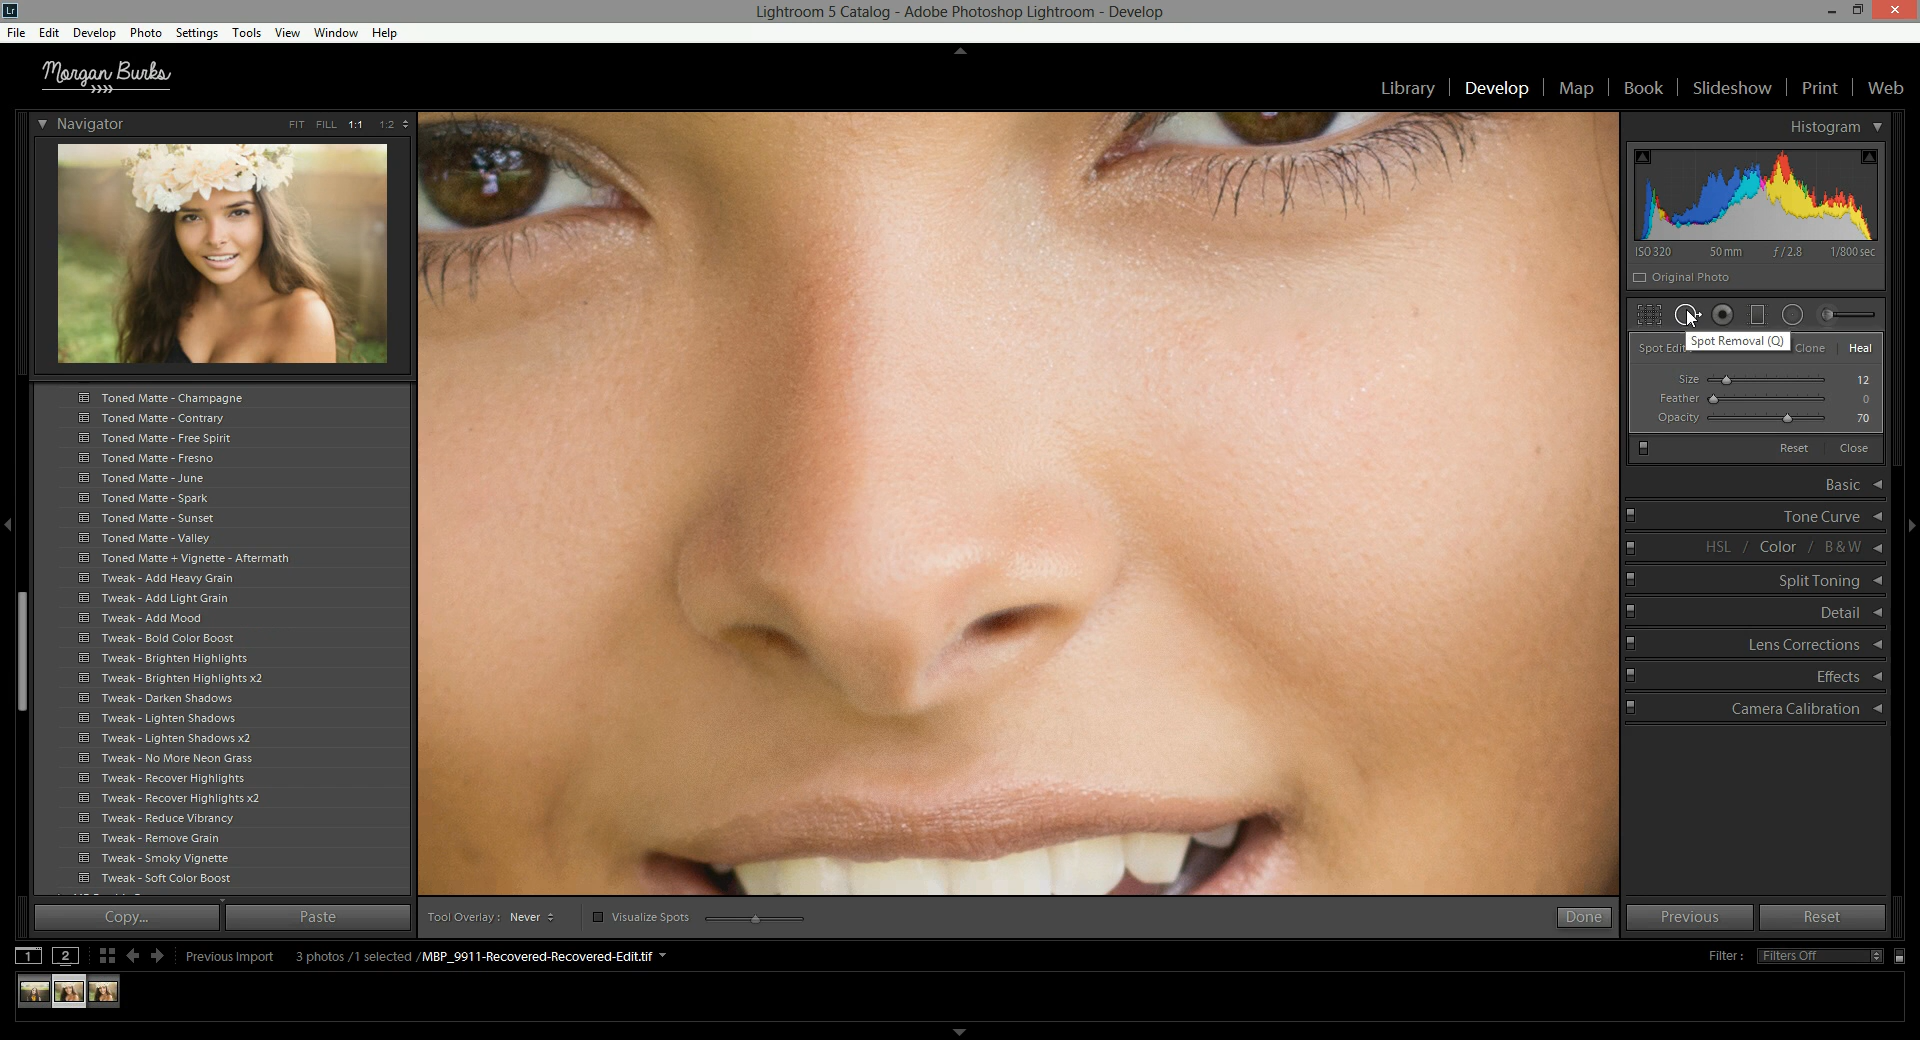 Lr
Lightroom 5 Catalog - Adobe Photoshop Lightroom - Develop
File Edit Develop Photo Settings Tools View Window Help
Morgan Burks
Library | Develop | Map | Book | Slideshow | Print | Web
Navigator FIT FILL 1:1 1:2
Histogram
ISO 320 50 mm ƒ / 2.8 1/800 sec
Original Photo
Spot Removal (Q)
Spot Edit Clone | Heal
Size 12
Feather 0
Opacity 70
Reset Close
Basic
Tone Curve
HSL / Color / B & W
Split Toning
Detail
Lens Corrections
Effects
Camera Calibration
Toned Matte - Champagne
Toned Matte - Contrary
Toned Matte - Free Spirit
Toned Matte - Fresno
Toned Matte - June
Toned Matte - Spark
Toned Matte - Sunset
Toned Matte - Valley
Toned Matte + Vignette - Aftermath
Tweak - Add Heavy Grain
Tweak - Add Light Grain
Tweak - Add Mood
Tweak - Bold Color Boost
Tweak - Brighten Highlights
Tweak - Brighten Highlights x2
Tweak - Darken Shadows
Tweak - Lighten Shadows
Tweak - Lighten Shadows x2
Tweak - No More Neon Grass
Tweak - Recover Highlights
Tweak - Recover Highlights x2
Tweak - Reduce Vibrancy
Tweak - Remove Grain
Tweak - Smoky Vignette
Tweak - Soft Color Boost
Copy... Paste
Tool Overlay : Never Visualize Spots Done
Previous Reset
1 2 Previous Import 3 photos / 1 selected / MBP_9911-Recovered-Recovered-Edit.tif
Filter : Filters Off